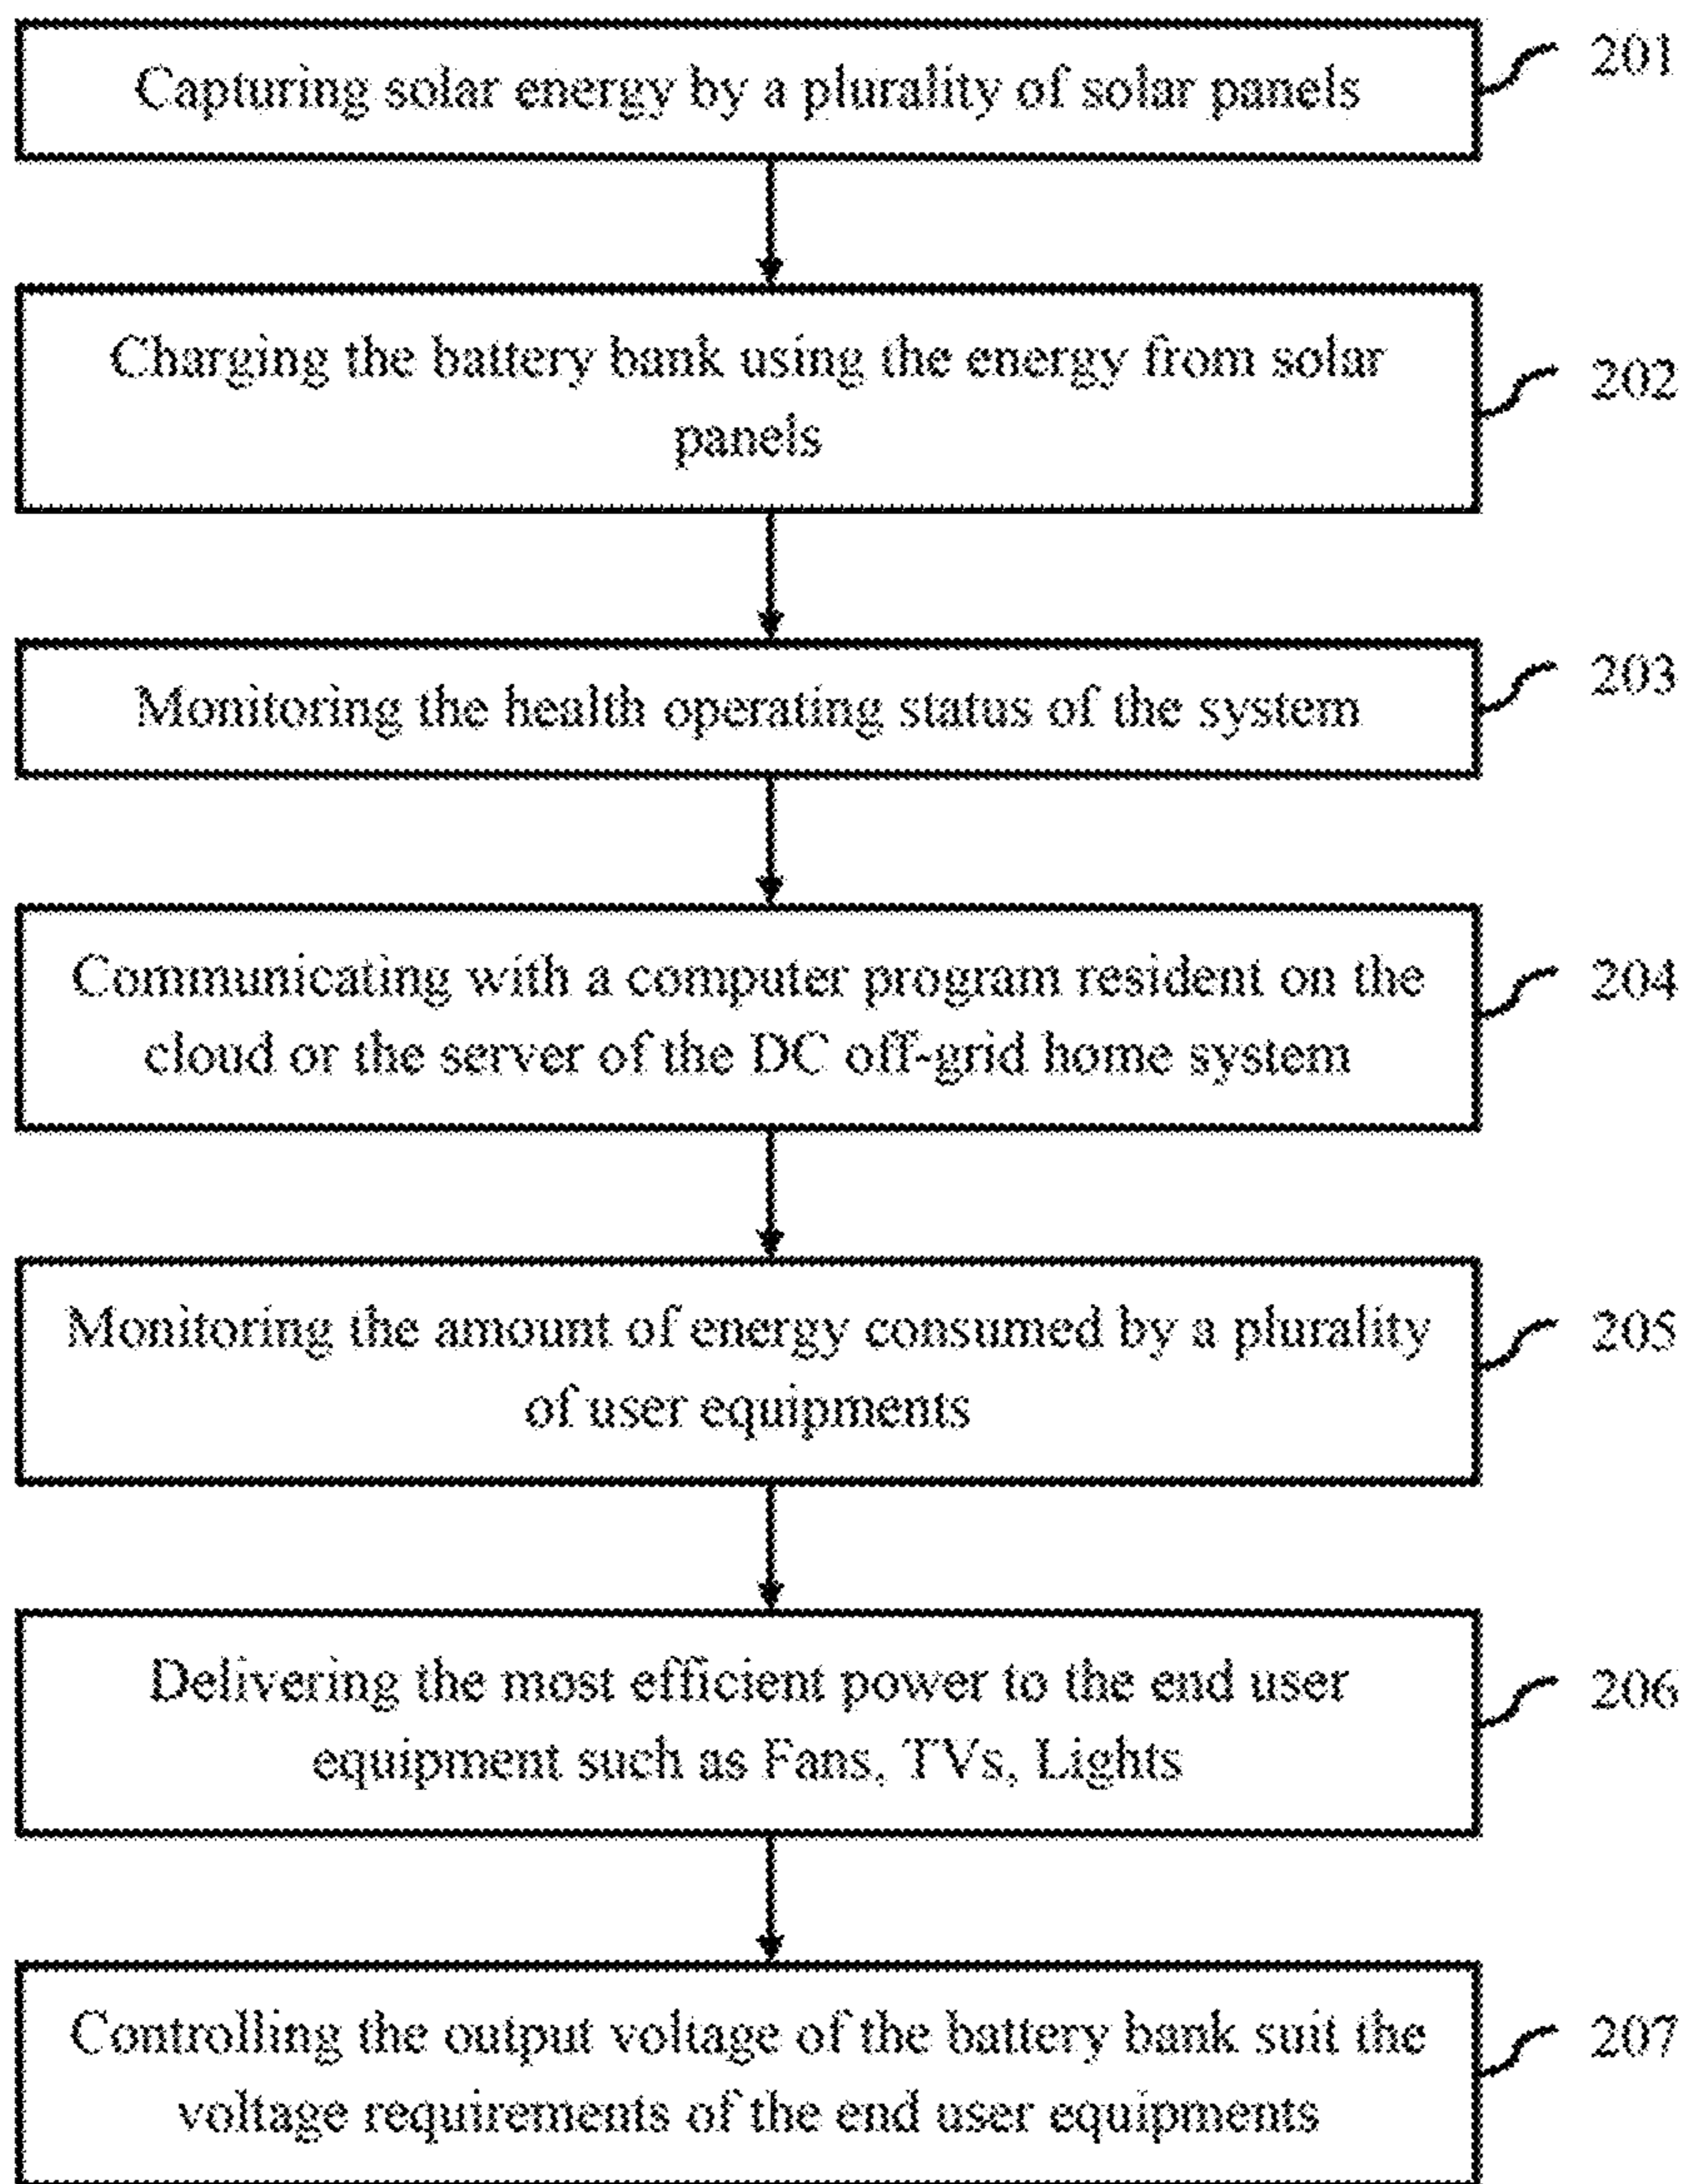 Capturing solar energy by a plurality of solar panels
201
Charging the battery bank using the energy from solar
panels
202
Monitoring the health operating status of the system
203
Communicating with a computer program resident on the
cloud or the server of the DC off-grid home system
204
Monitoring the amount of energy consumed by a plurality
of user equipments
205
Delivering the most efficient power to the end user
equipment such as Fans, TVs, Lights
206
Controlling the output voltage of the battery bank suit the
voltage requirements of the end user equipments
207